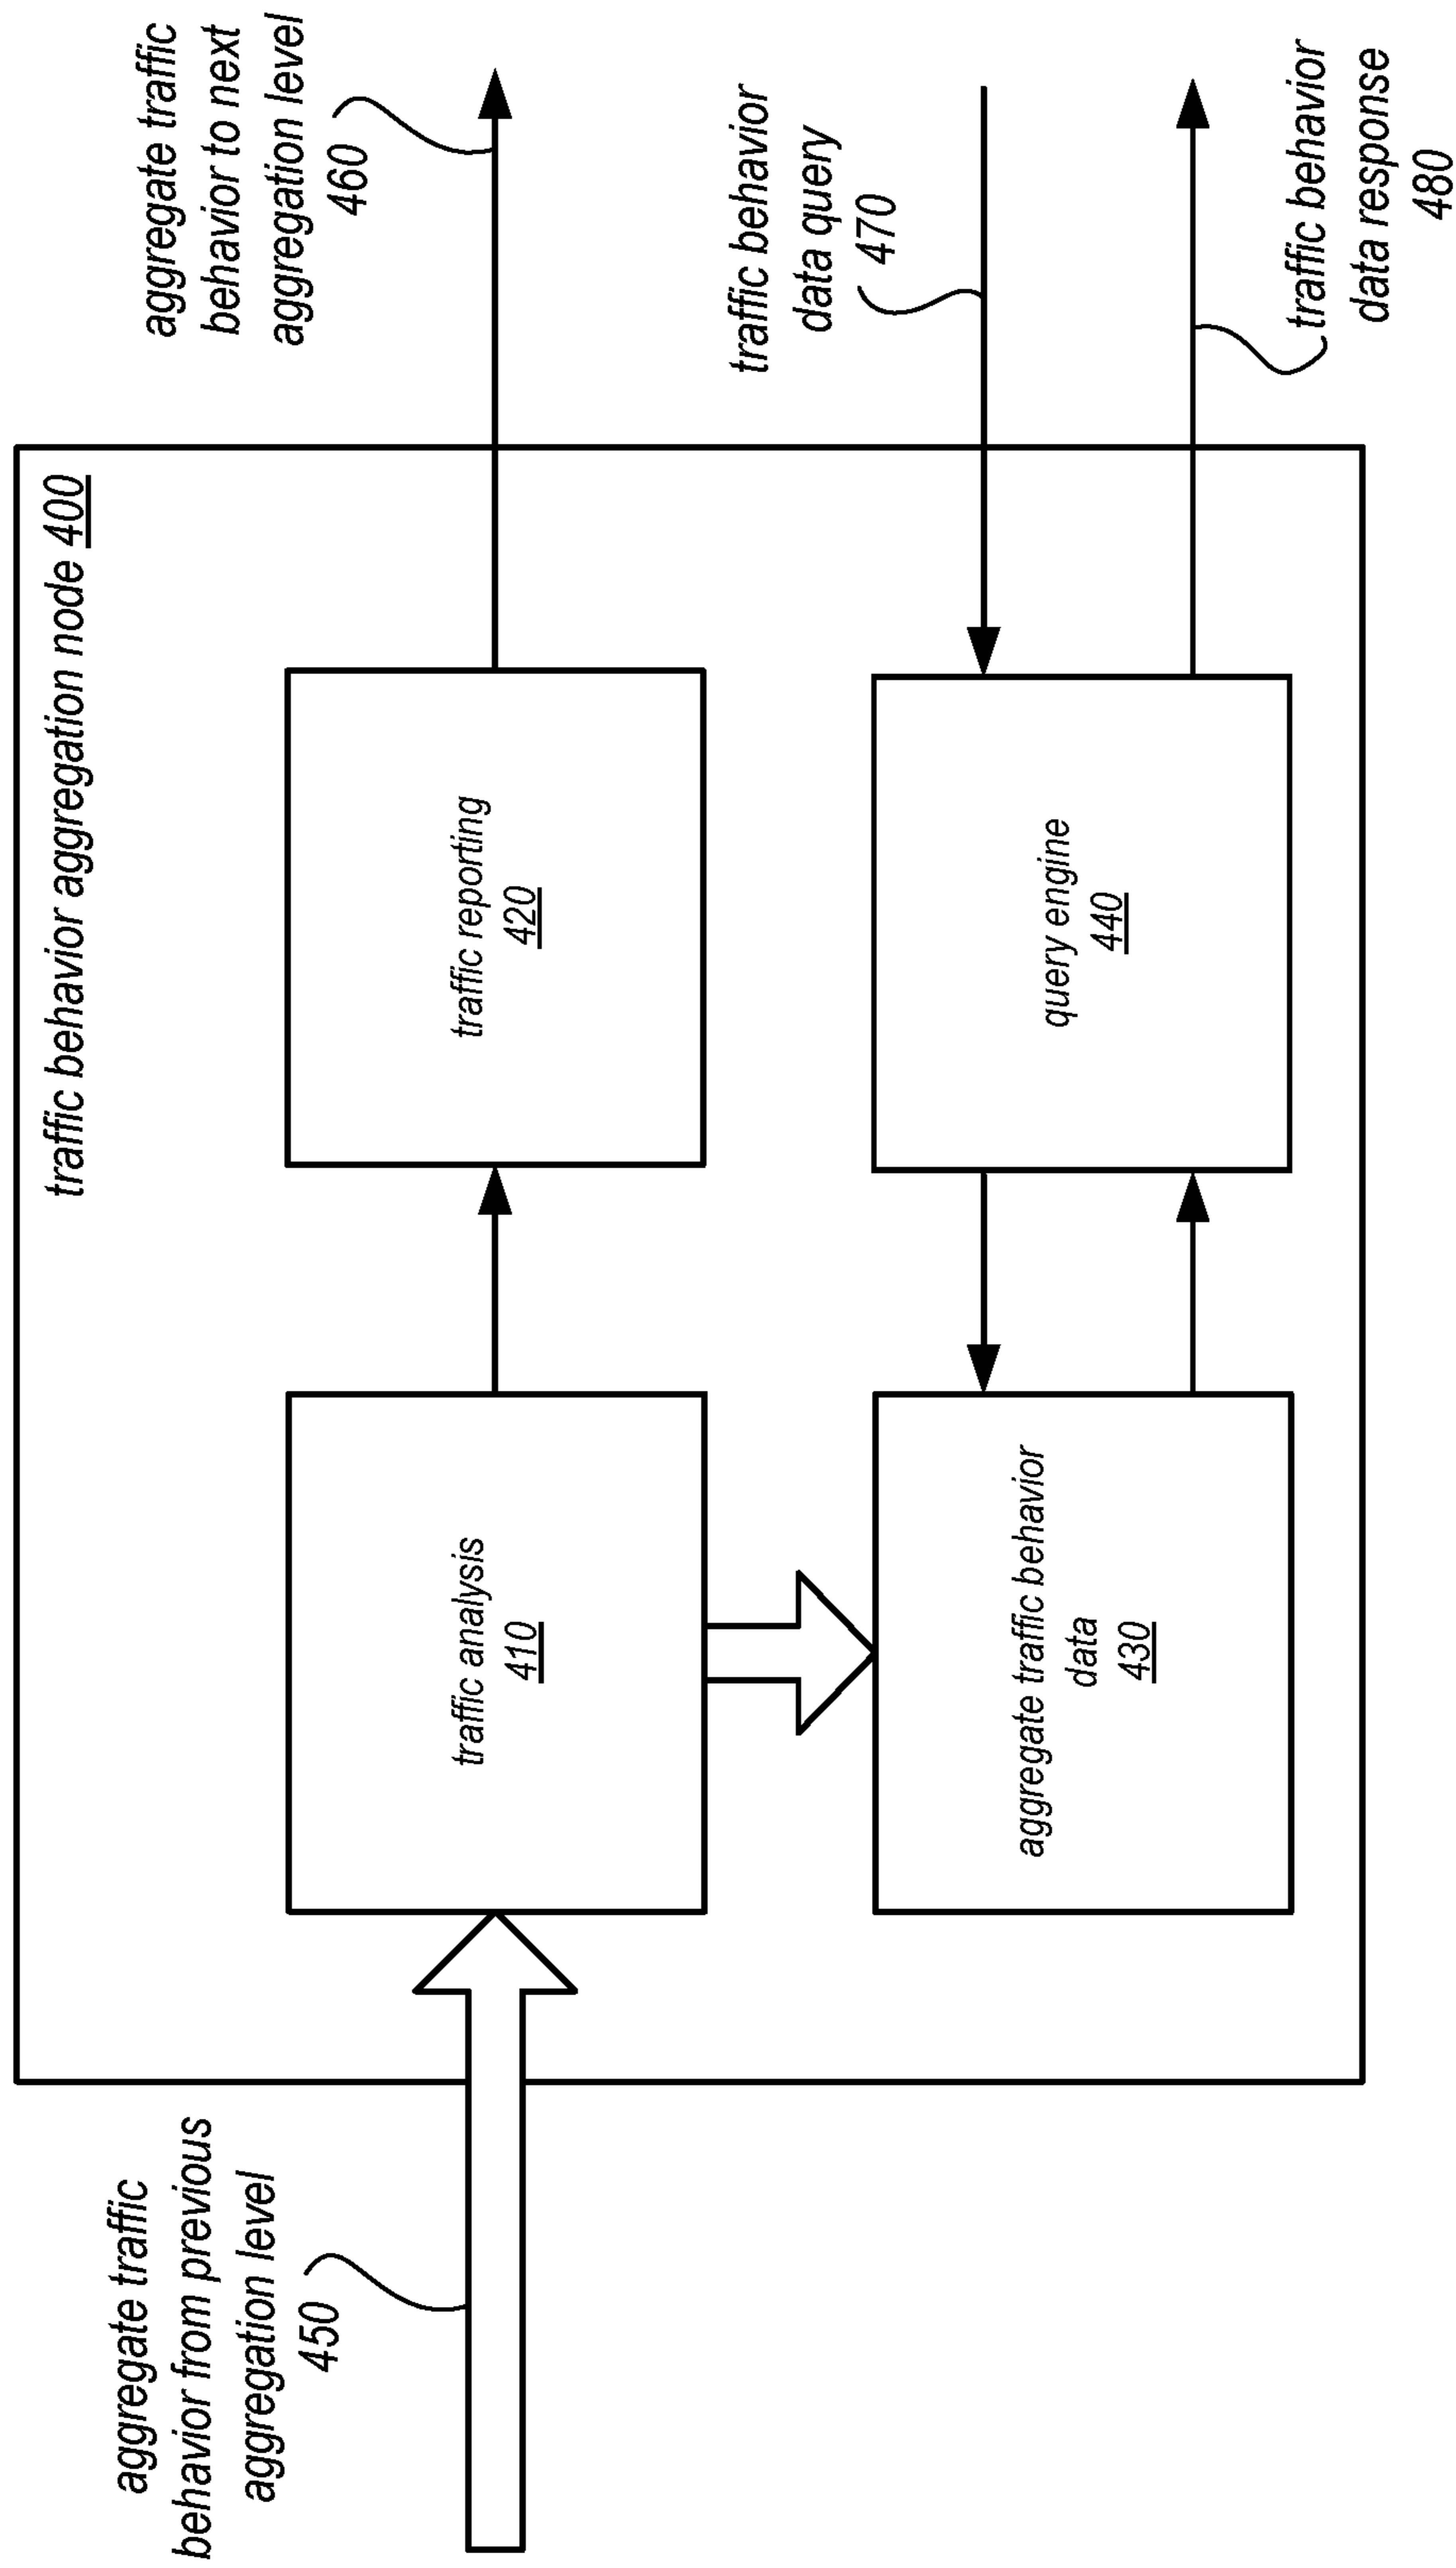 traffic behavior aggregation node 400
aggregate traffic
behavior from previous
aggregation level
450
traffic analysis
410
traffic reporting
420
aggregate traffic
behavior to next
aggregation level
460
aggregate traffic behavior
data
430
query engine
440
traffic behavior
data query
470
traffic behavior
data response
480